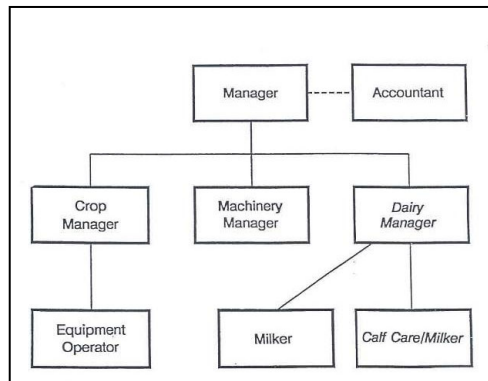 Manager
Accountant
Crop
Manager
Machinery
Manager
Dairy
Manager
Equipment
Operator
Milker
Calf Care/Milker